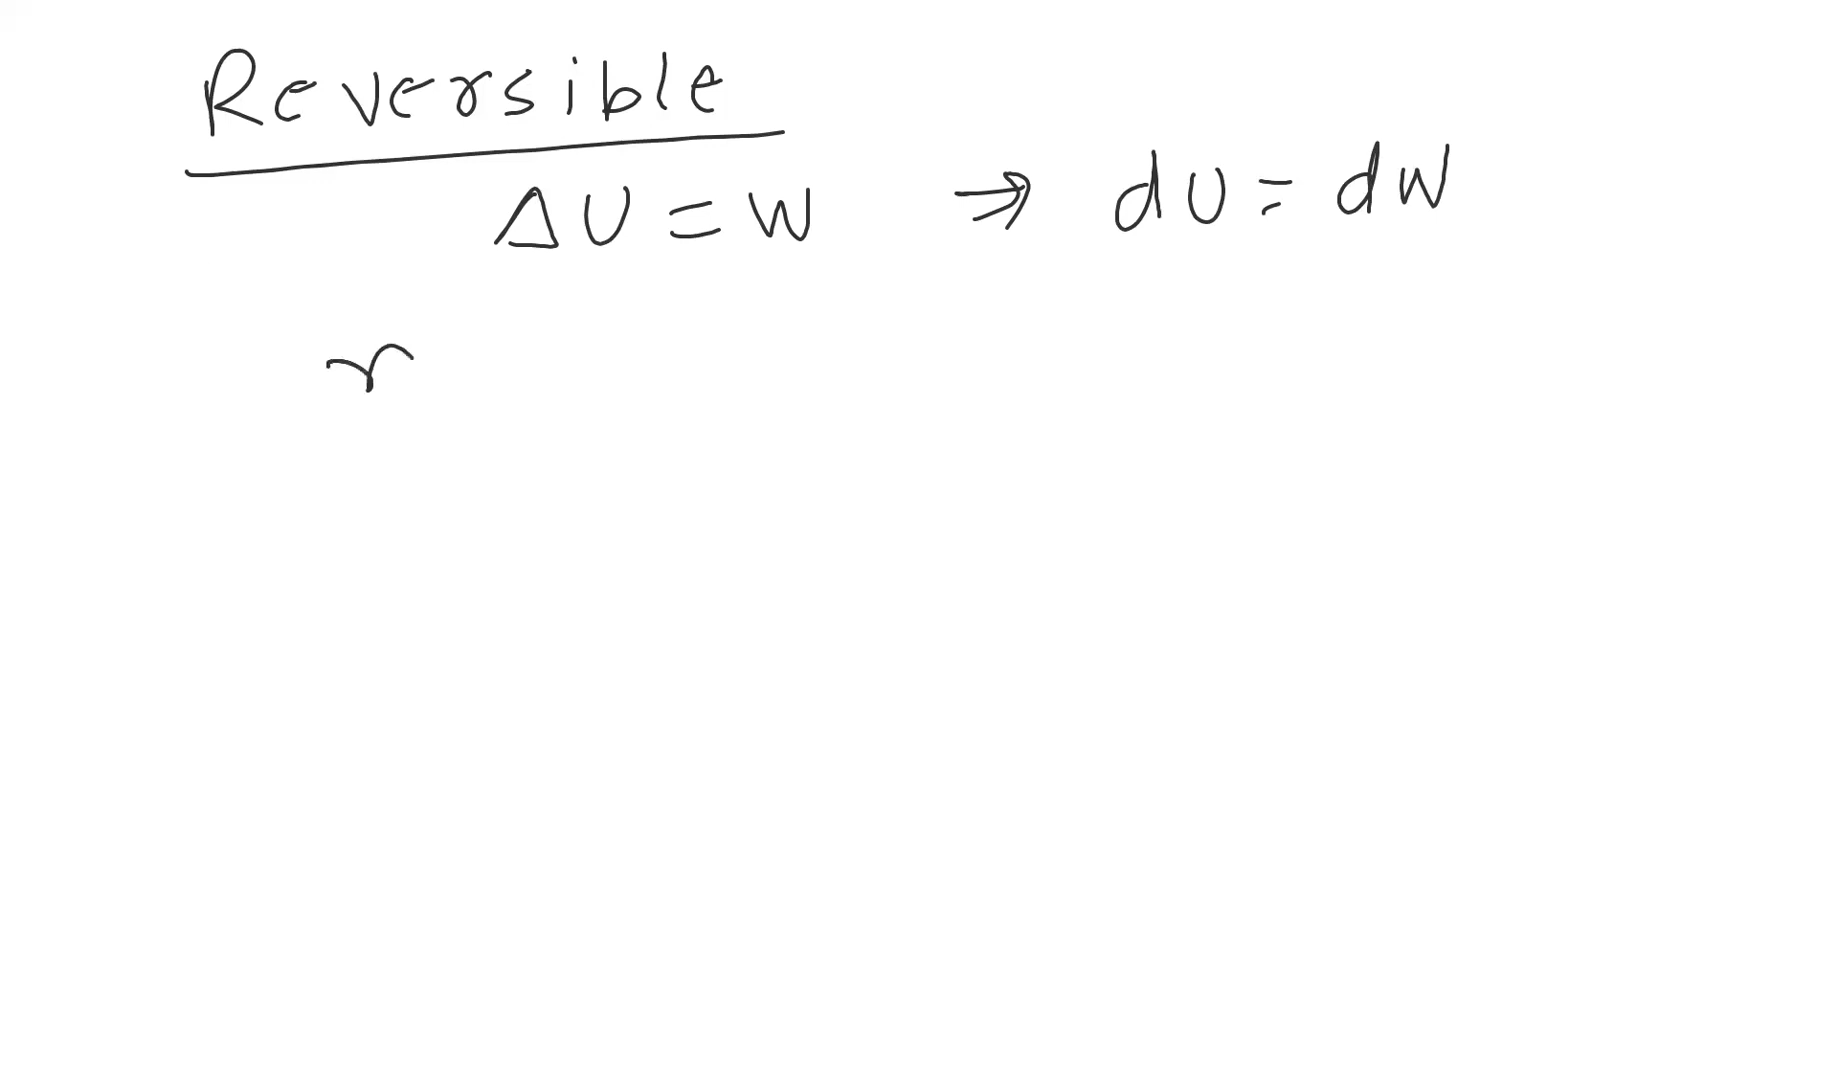 Reversible
ΔU = W ⇒ dU = dW
r